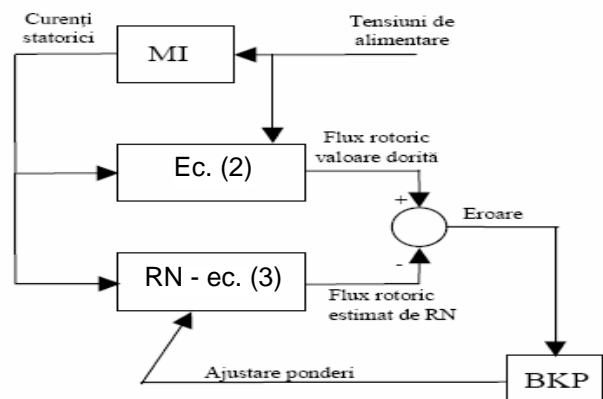 Curenți
statorici
MI
Tensiuni de
alimentare
Ec. (2)
Flux rotoric
valoare dorită
+
Eroare
-
RN - ec. (3)
Flux rotoric
estimat de RN
Ajustare ponderi
BKP